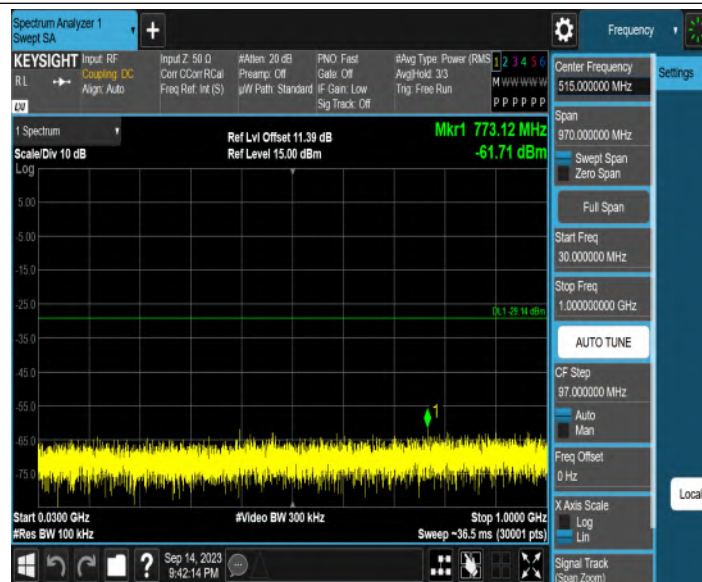 Spectrum Analyzer 1
Swept SA
+
Frequency
KEYSIGHT
RL
LXI
Input: RF
Coupling: DC
Align: Auto
Input Z: 50 Ω
Corr CCorr RCal
Freq Ref: Int (S)
#Atten: 20 dB
Preamp: Off
µW Path: Standard
PNO: Fast
Gate: Off
IF Gain: Low
Sig Track: Off
#Avg Type: Power (RMS
Avg|Hold: 3/3
Trig: Free Run
1 2 3 4 5 6
M W W W W W
P P P P P P
Center Frequency
515.000000 MHz
Settings
1 Spectrum
Scale/Div 10 dB
Ref Lvl Offset 11.39 dB
Ref Level 15.00 dBm
Mkr1 773.12 MHz
-61.71 dBm
Span
970.000000 MHz
Swept Span
Zero Span
Full Span
Start Freq
30.000000 MHz
Stop Freq
1.000000000 GHz
AUTO TUNE
CF Step
97.000000 MHz
Auto
Man
Freq Offset
0 Hz
X Axis Scale
Log
Lin
Signal Track
(Span Zoom)
Local
Log
5.00
-5.00
-15.0
-25.0
DL1 -29.14 dBm
-35.0
-45.0
-55.0
1
-65.0
-75.0
Start 0.0300 GHz
#Res BW 100 kHz
#Video BW 300 kHz
Stop 1.0000 GHz
Sweep ~36.5 ms (30001 pts)
?
Sep 14, 2023
9:42:14 PM